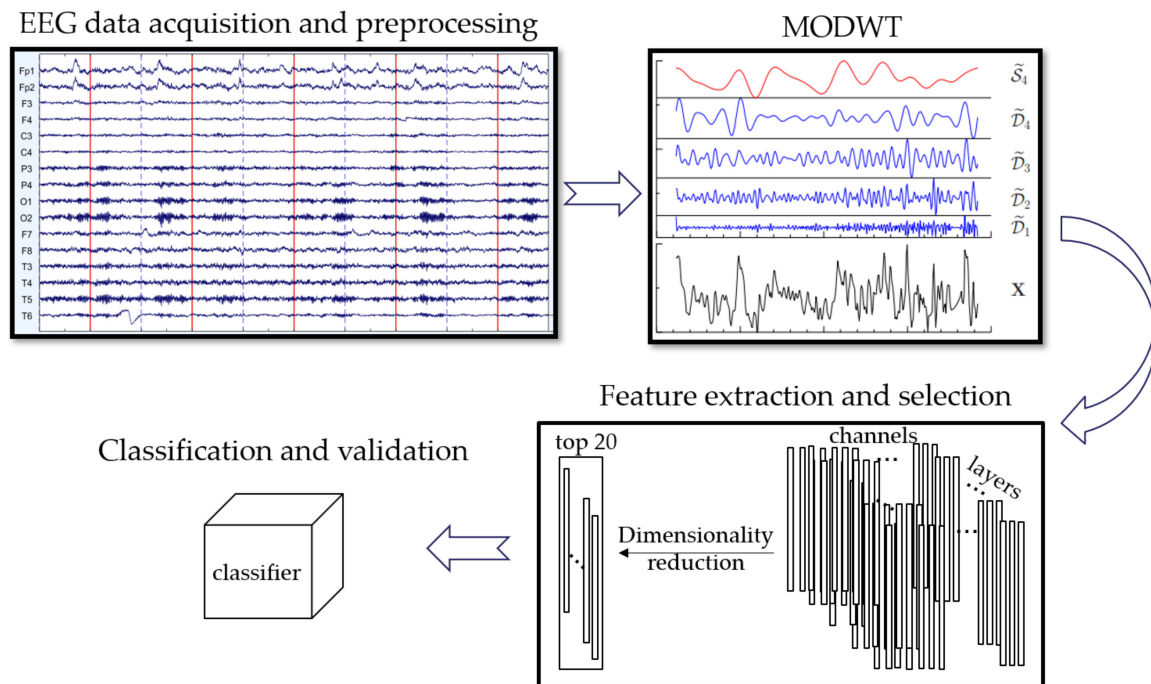 EEG data acquisition and preprocessing
Fp1
Fp2
F3
F4
C3
C4
P3
P4
O1
O2
F7
F8
T3
T4
T5
T6
MODWT
S̃₄
D̃₄
D̃₃
D̃₂
D̃₁
X
Feature extraction and selection
top 20
channels
...
layers
...
Dimensionality
reduction
Classification and validation
classifier